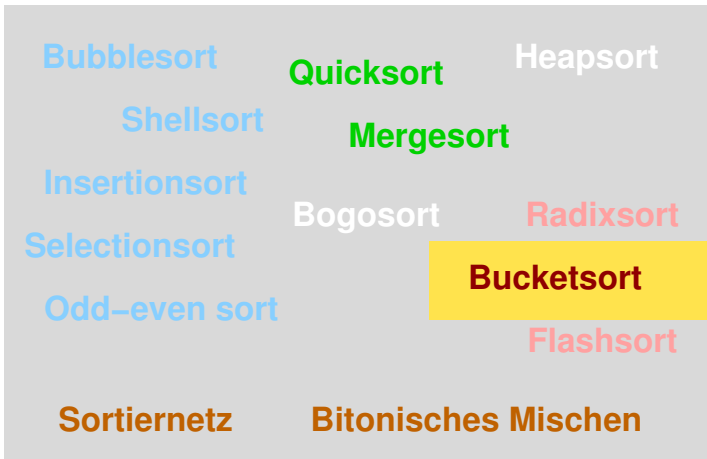 Bubblesort
Quicksort
Heapsort
Shellsort
Mergesort
Insertionsort
Bogosort
Radixsort
Selectionsort
Bucketsort
Odd−even sort
Flashsort
Sortiernetz
Bitonisches Mischen